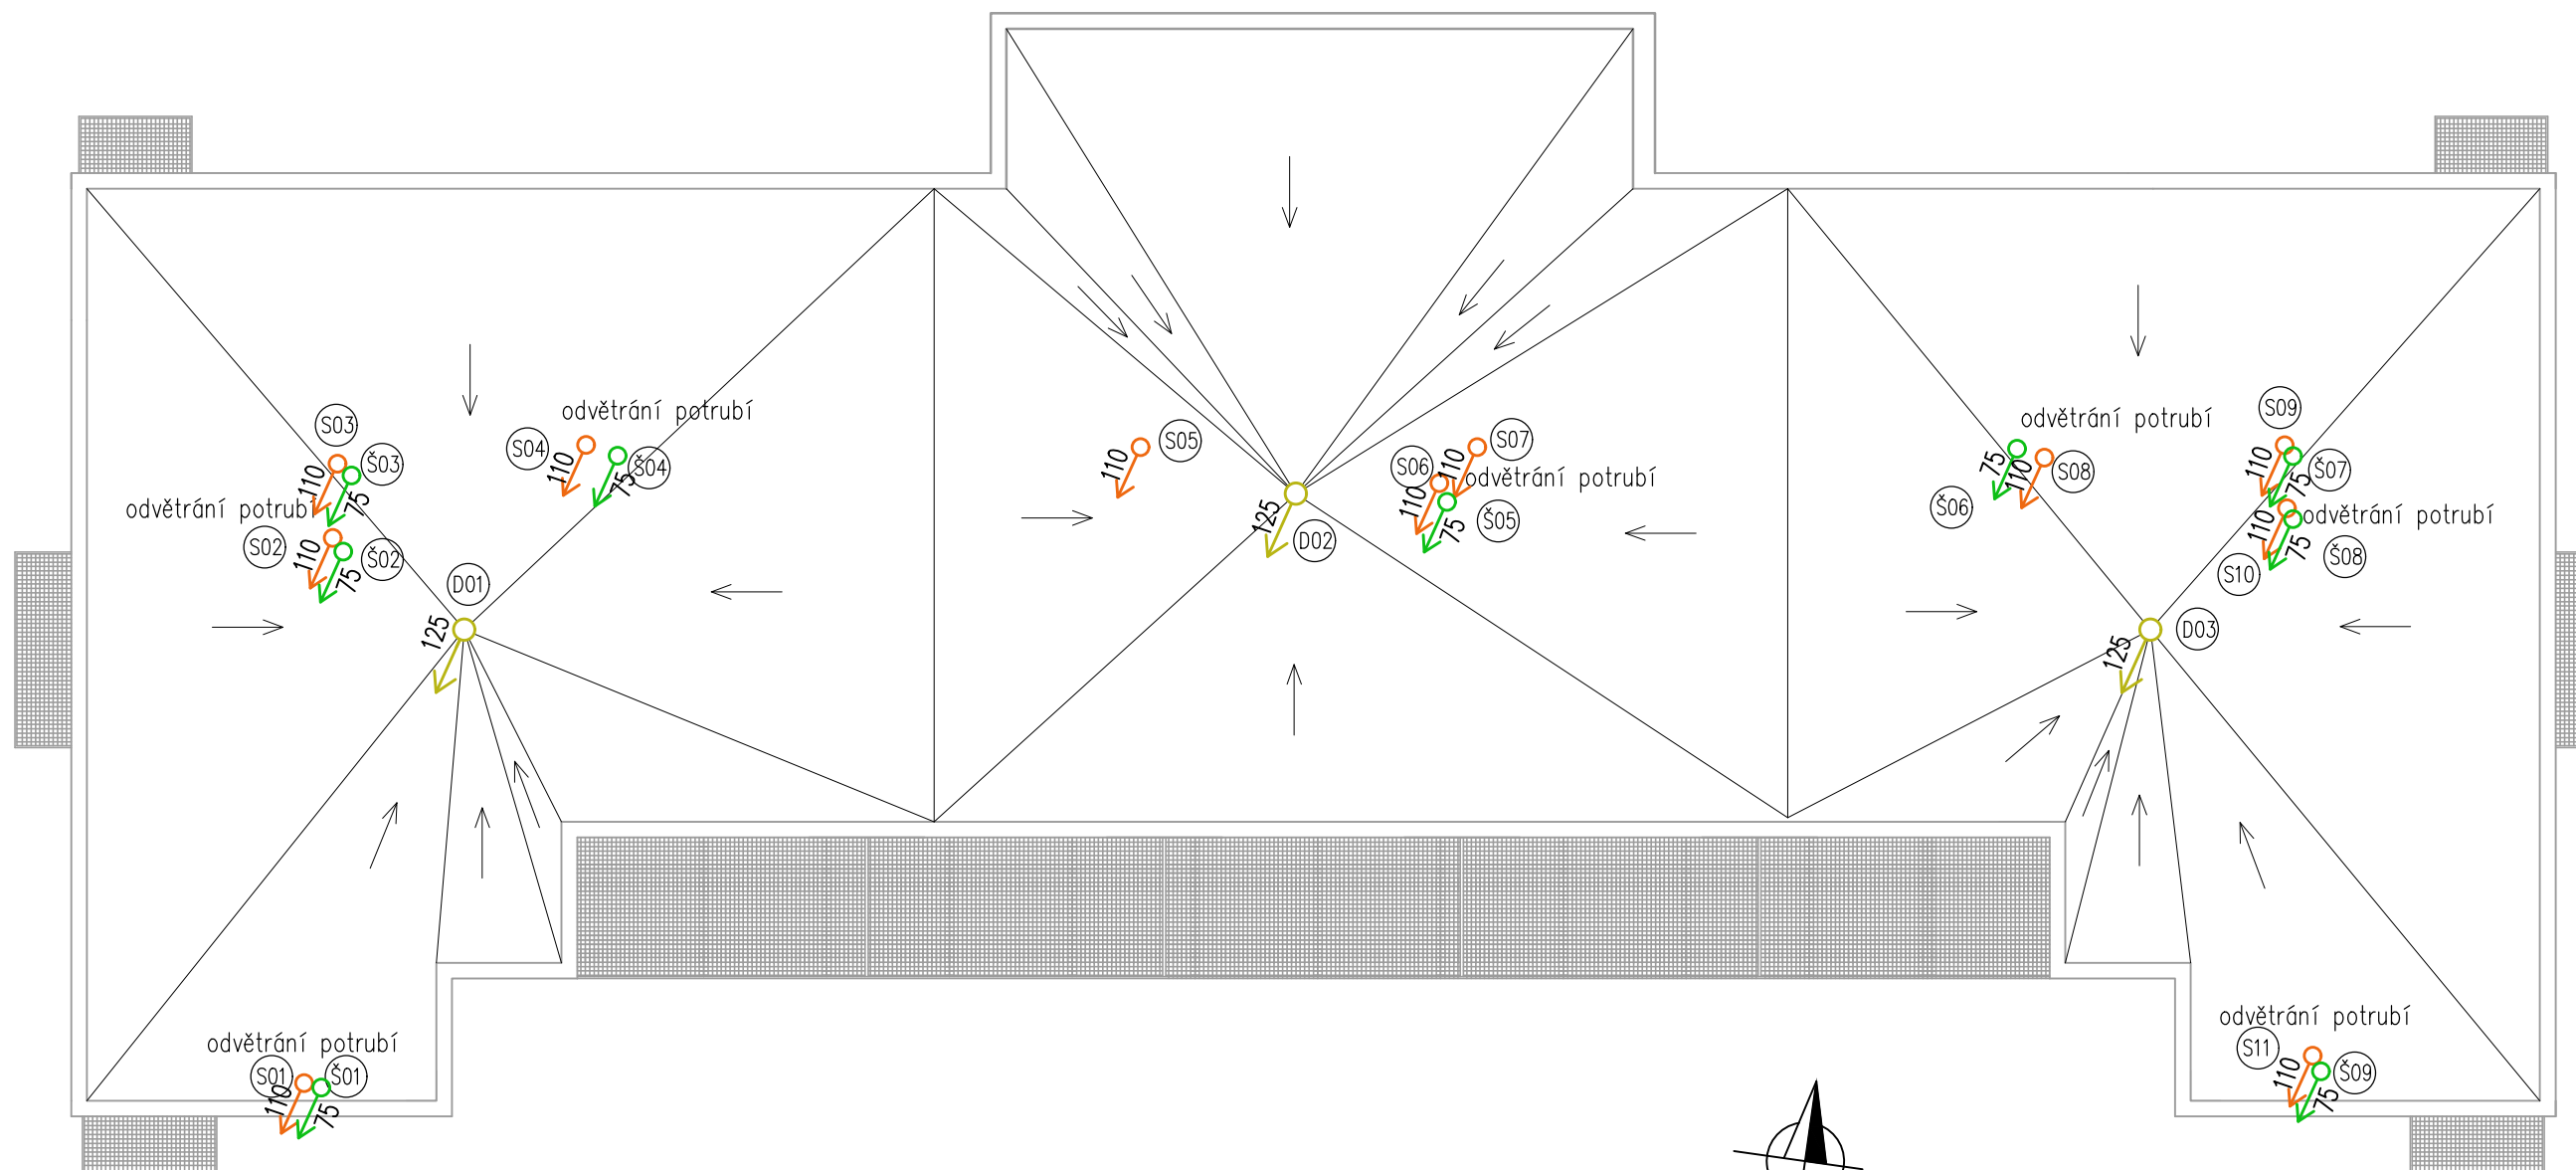 S03
110
Š03
75
odvětrání potrubí
S02
110
Š02
75
odvětrání potrubí
S04
110
Š04
75
D01
125
odvětrání potrubí
S01
110
Š01
75
S05
110
D02
125
S07
110
S06
110
odvětrání potrubí
Š05
75
odvětrání potrubí
75
110
S08
Š06
S09
110
Š07
75
odvětrání potrubí
110
75
S10
Š08
D03
125
odvětrání potrubí
S11
110
Š09
75